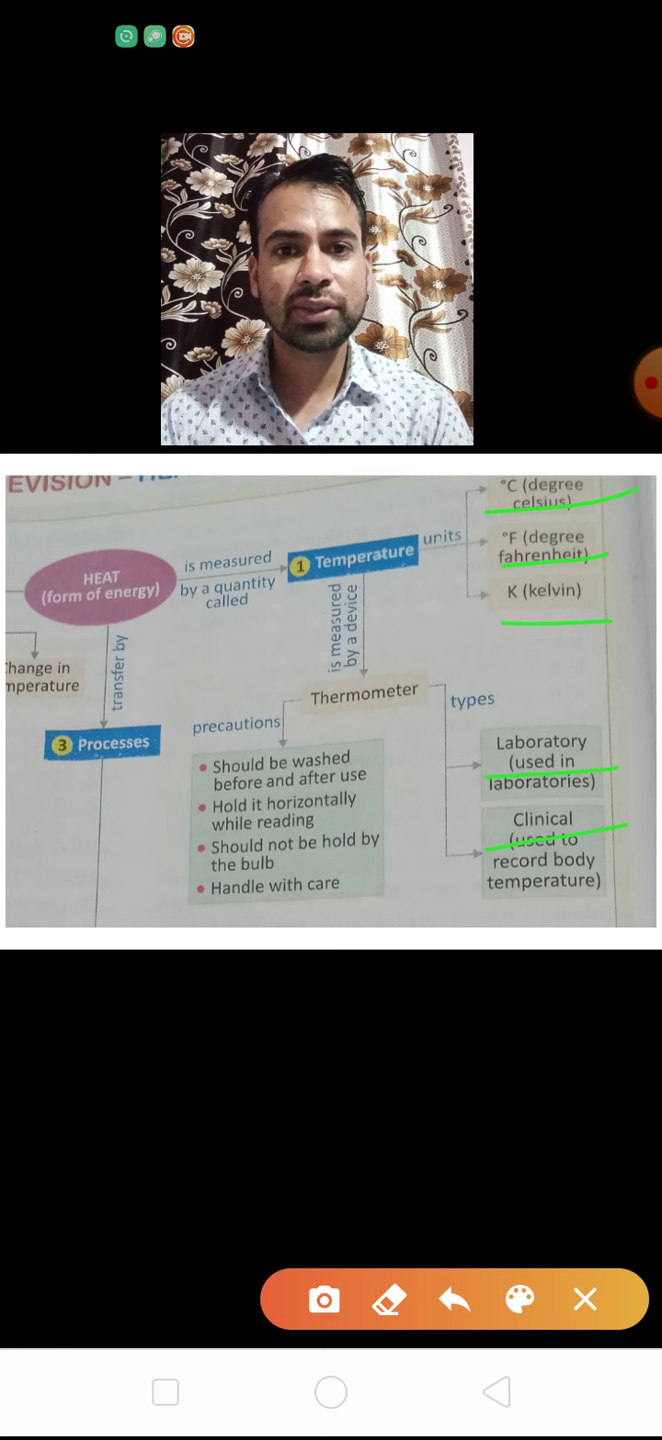 EVISION –
°C (degree
celsius)
°F (degree
fahrenheit)
K (kelvin)
units
1 Temperature
is measured
by a quantity
called
HEAT
(form of energy)
is measured
by a device
transfer by
Change in
mperature
3 Processes
Thermometer
precautions
types
• Should be washed
before and after use
• Hold it horizontally
while reading
• Should not be hold by
the bulb
• Handle with care
Laboratory
(used in
laboratories)
Clinical
(used to
record body
temperature)